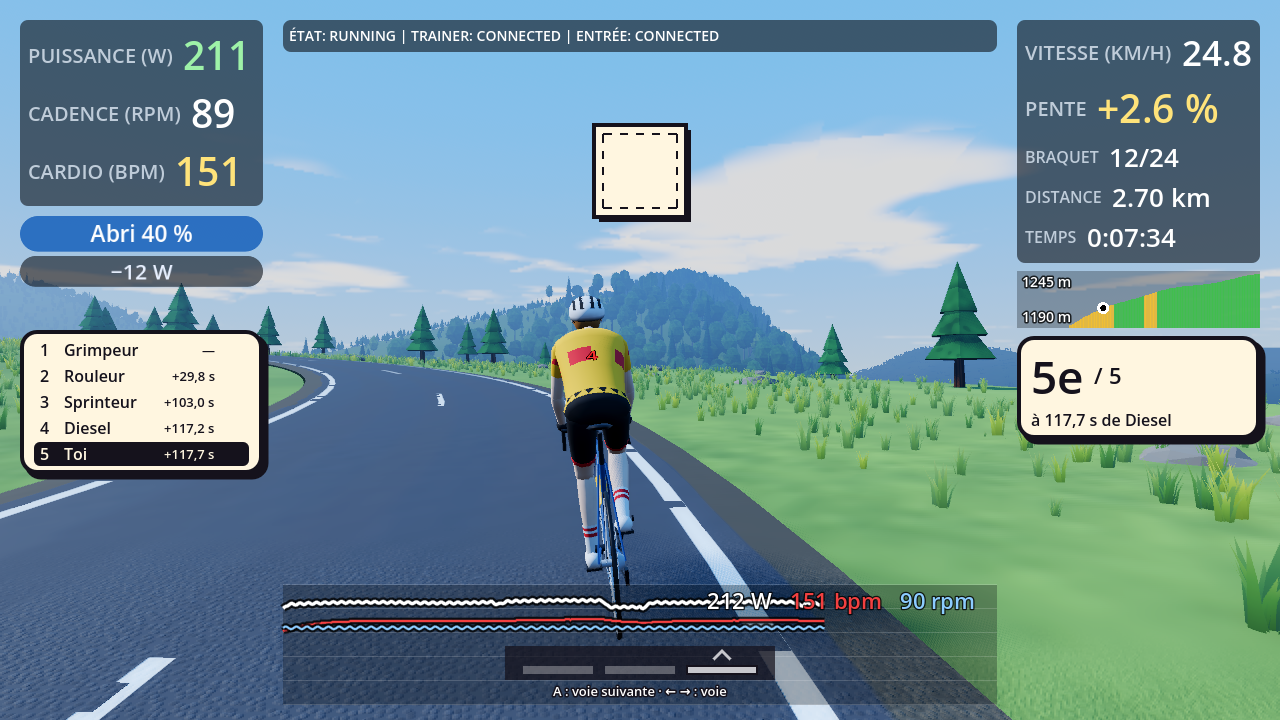 PUISSANCE (W) 211
CADENCE (RPM) 89
CARDIO (BPM) 151
Abri 40 %
−12 W
1 Grimpeur —
2 Rouleur +29,8 s
3 Sprinteur +103,0 s
4 Diesel +117,2 s
5 Toi +117,7 s
ÉTAT: RUNNING | TRAINER: CONNECTED | ENTRÉE: CONNECTED
4
212 W 151 bpm 90 rpm
A : voie suivante · ← → : voie
VITESSE (KM/H) 24.8
PENTE +2.6 %
BRAQUET 12/24
DISTANCE 2.70 km
TEMPS 0:07:34
1245 m
1190 m
5e / 5
à 117,7 s de Diesel